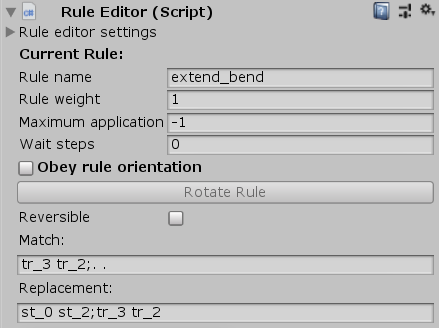 Rule Editor (Script)
Rule editor settings
Current Rule:
Rule name extend_bend
Rule weight 1
Maximum application -1
Wait steps 0
Obey rule orientation
Rotate Rule
Reversible
Match:
tr_3 tr_2;. .
Replacement:
st_0 st_2;tr_3 tr_2